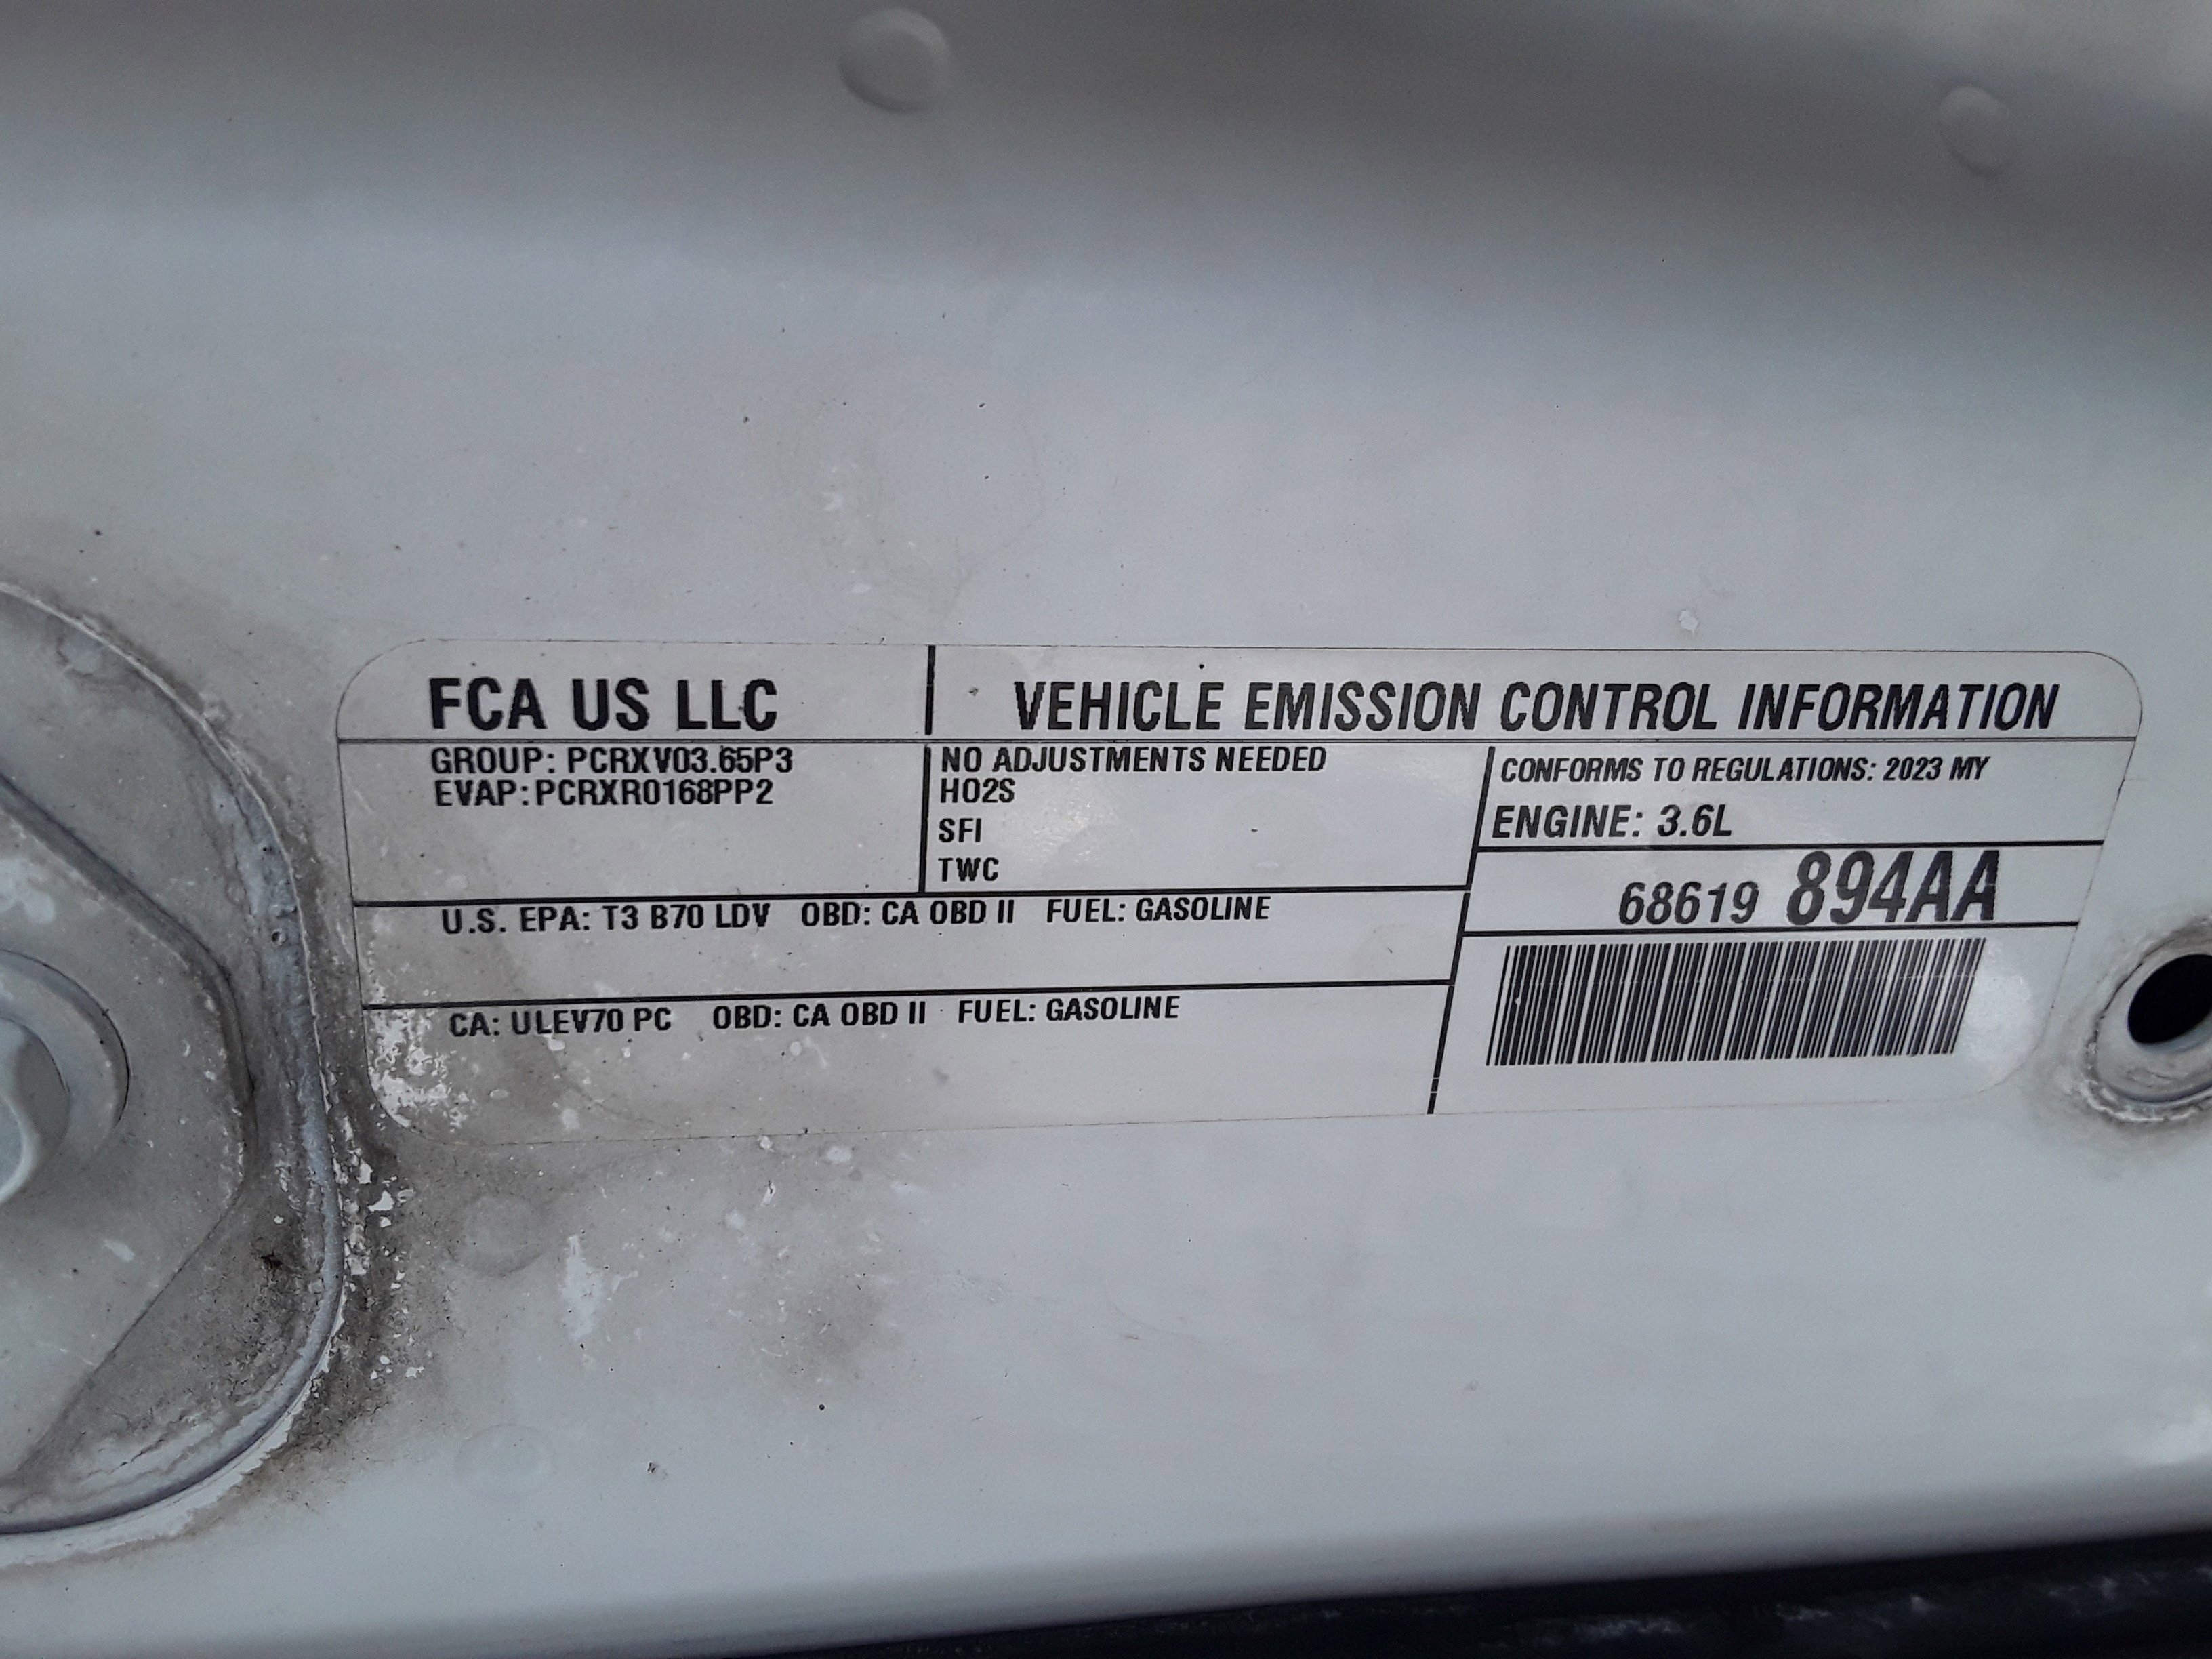 FCA US LLC
VEHICLE EMISSION CONTROL INFORMATION
GROUP: PCRXV03.65P3
EVAP: PCRXR0168PP2
NO ADJUSTMENTS NEEDED
HO2S
SFI
TWC
CONFORMS TO REGULATIONS: 2023 MY
ENGINE: 3.6L
68619 894AA
U.S. EPA: T3 B70 LDV OBD: CA OBD II FUEL: GASOLINE
CA: ULEV70 PC OBD: CA OBD II FUEL: GASOLINE